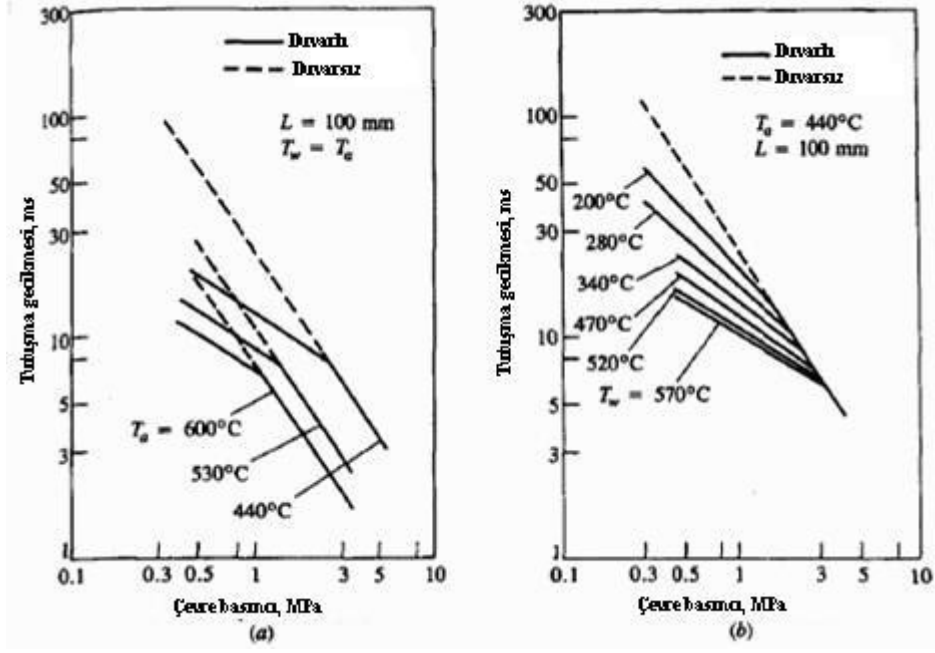 300
100
50
30
10
5
3
1
Tutuşma gecikmesi, ms
Duvarlı
Duvarsız
L = 100 mm
T_w = T_a
T_a = 600°C
530°C
440°C
0.1 0.3 0.5 1 3 5 10
Çevre basıncı, MPa
(a)
300
100
50
30
10
5
3
1
Tutuşma gecikmesi, ms
Duvarlı
Duvarsız
T_a = 440°C
L = 100 mm
200°C
280°C
340°C
470°C
520°C
T_w = 570°C
0.1 0.3 0.5 1 3 5 10
Çevre basıncı, MPa
(b)